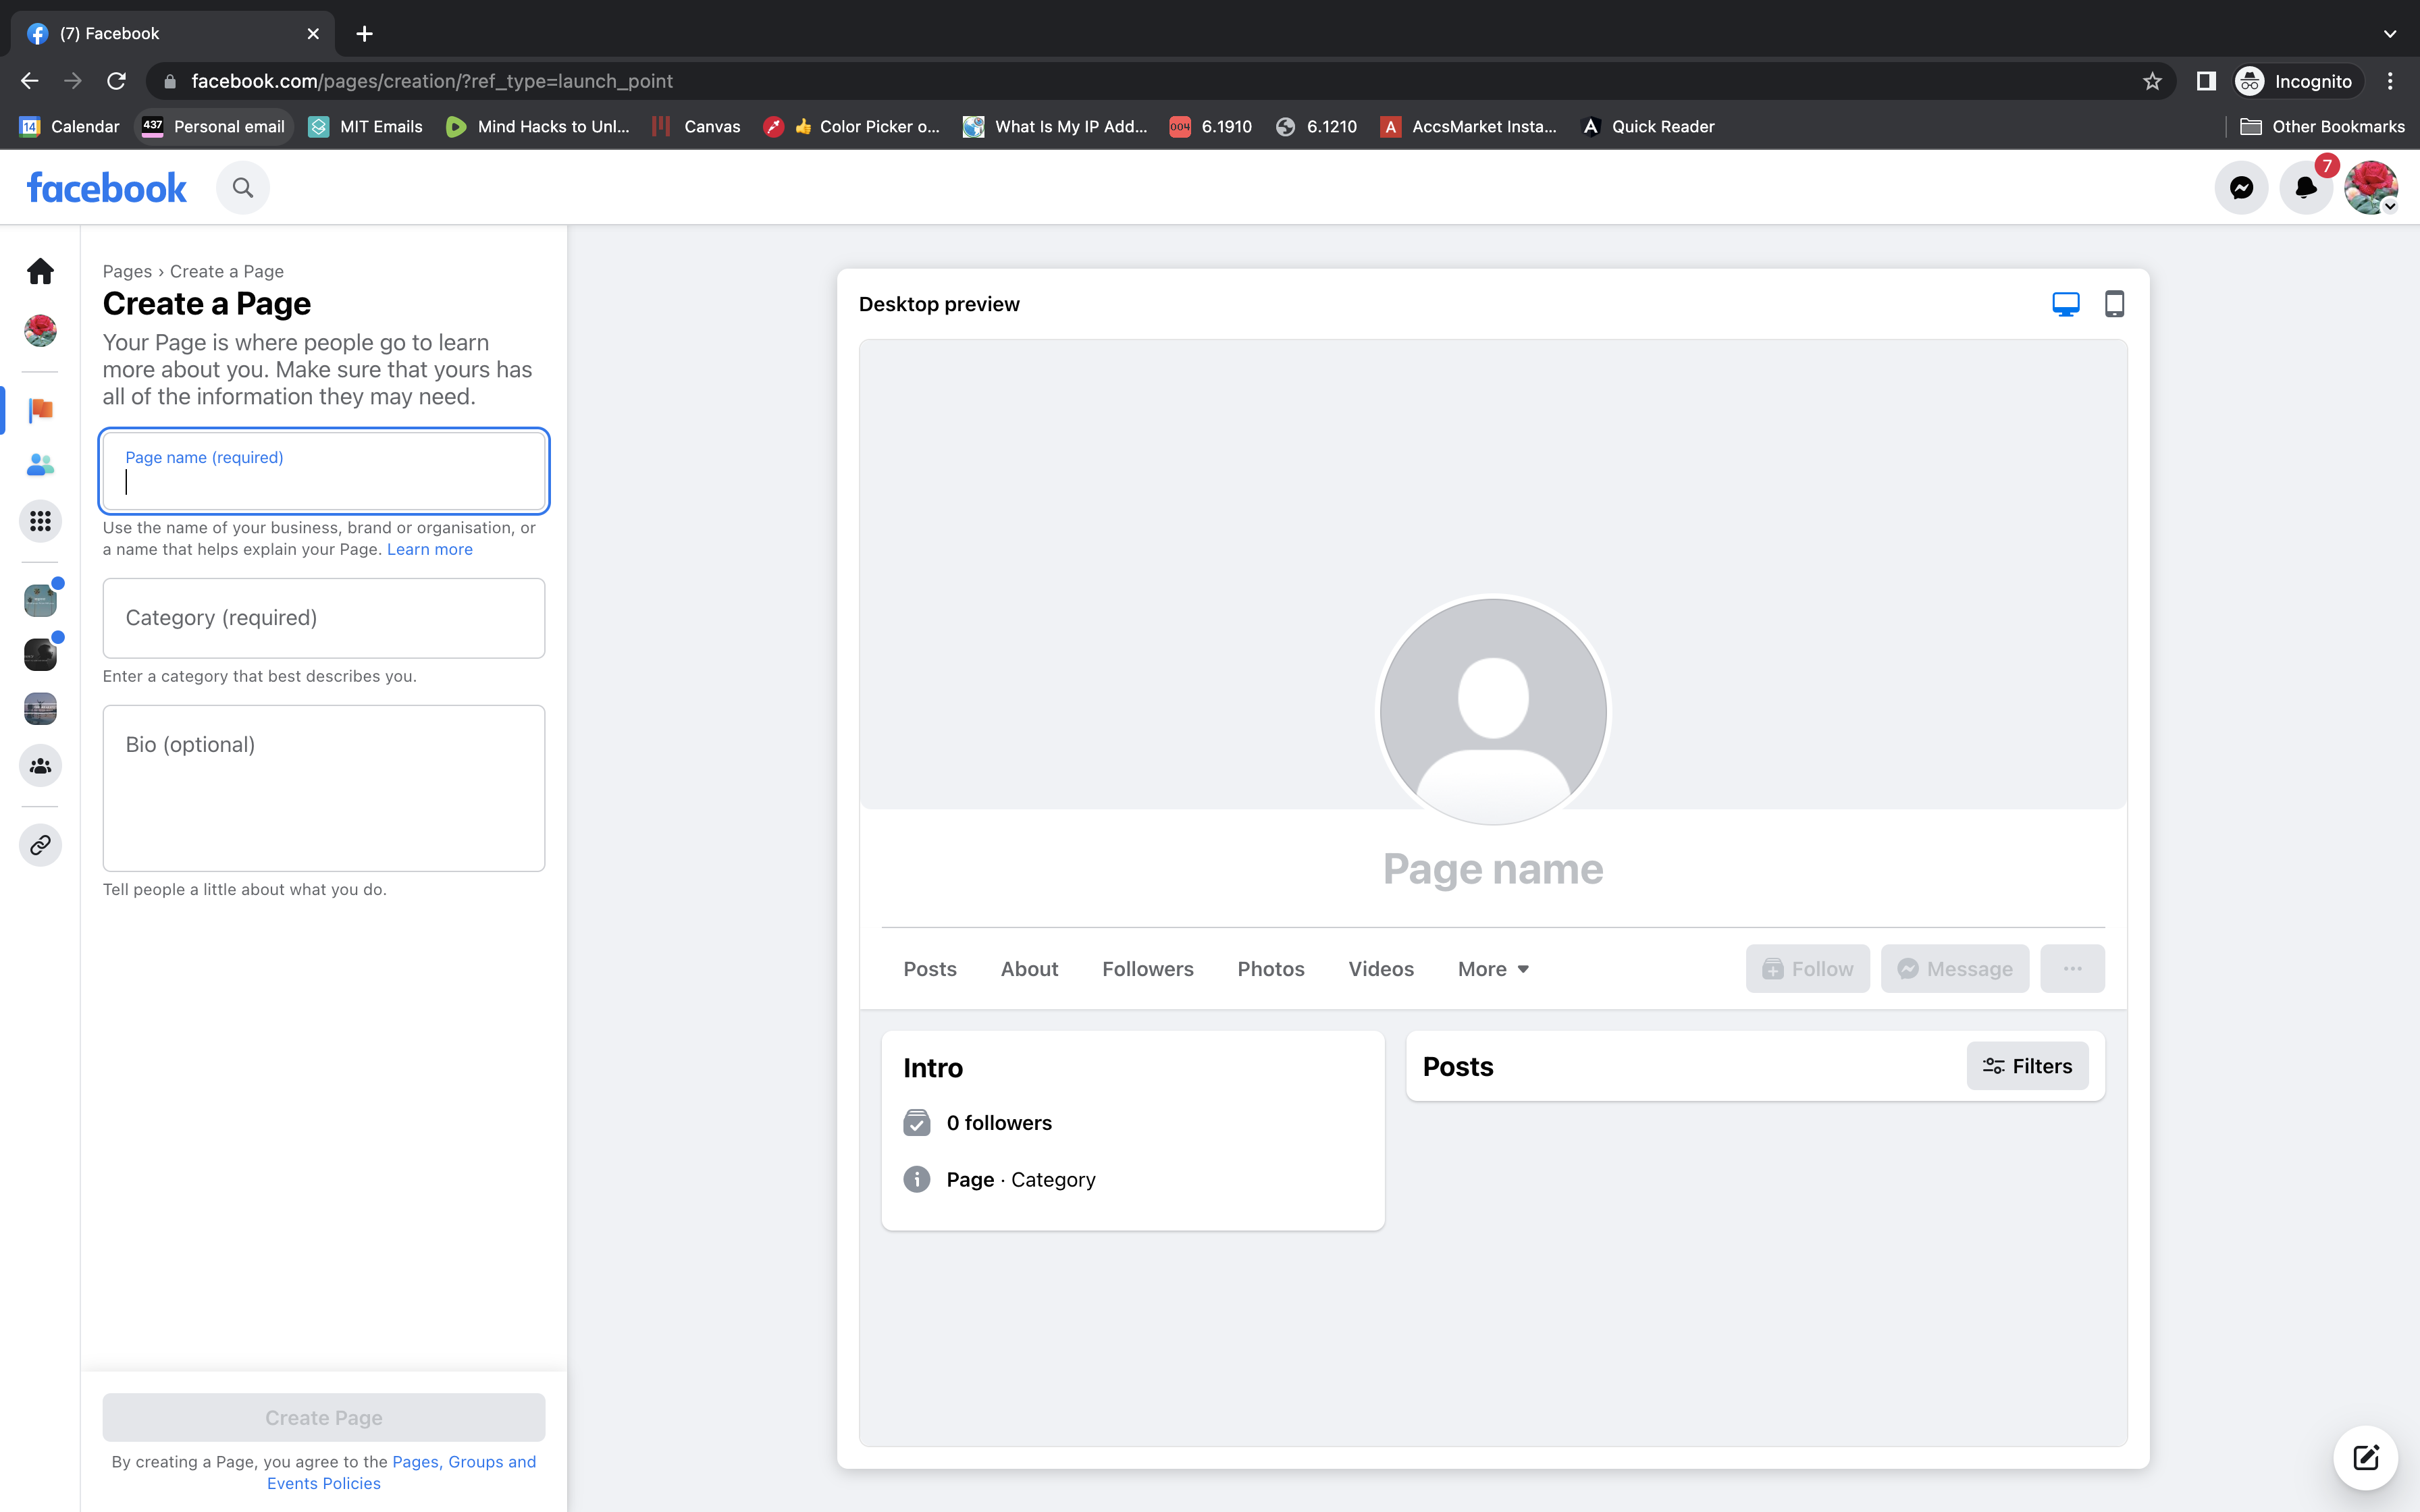 (7) Facebook
facebook.com/pages/creation/?ref_type=launch_point
Incognito
14 Calendar
437 Personal email
MIT Emails
Mind Hacks to Unl...
Canvas
👍 Color Picker o...
What Is My IP Add...
004 6.1910
6.1210
A AccsMarket Insta...
Quick Reader
Other Bookmarks
facebook
7
Pages › Create a Page
Create a Page
Your Page is where people go to learn
more about you. Make sure that yours has
all of the information they may need.
Page name (required)
Use the name of your business, brand or organisation, or
a name that helps explain your Page. Learn more
Category (required)
Enter a category that best describes you.
Bio (optional)
Tell people a little about what you do.
Create Page
By creating a Page, you agree to the Pages, Groups and
Events Policies
Desktop preview
Page name
Posts
About
Followers
Photos
Videos
More
Follow
Message
Intro
0 followers
Page · Category
Posts
Filters